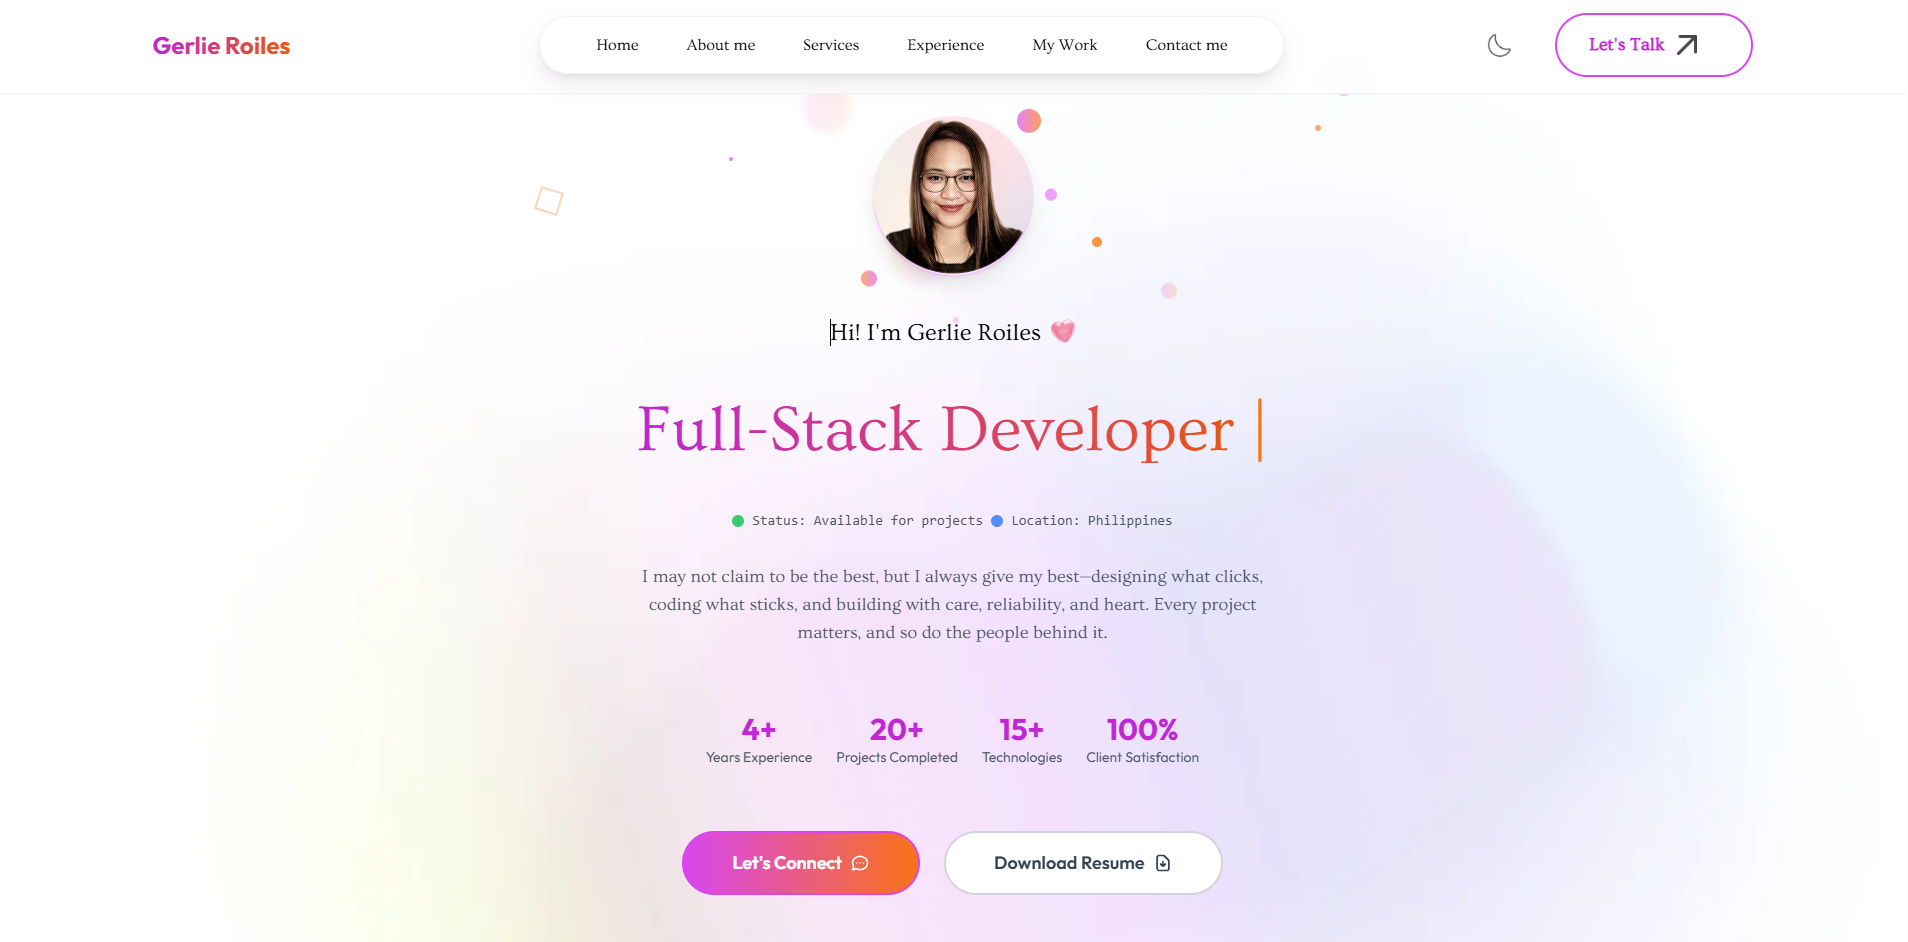 Gerlie Roiles
Home About me Services Experience My Work Contact me
Let's Talk
Hi! I'm Gerlie Roiles
Full-Stack Developer |
Status: Available for projects Location: Philippines
I may not claim to be the best, but I always give my best—designing what clicks,
coding what sticks, and building with care, reliability, and heart. Every project
matters, and so do the people behind it.
4+ 20+ 15+ 100%
Years Experience Projects Completed Technologies Client Satisfaction
Let's Connect Download Resume